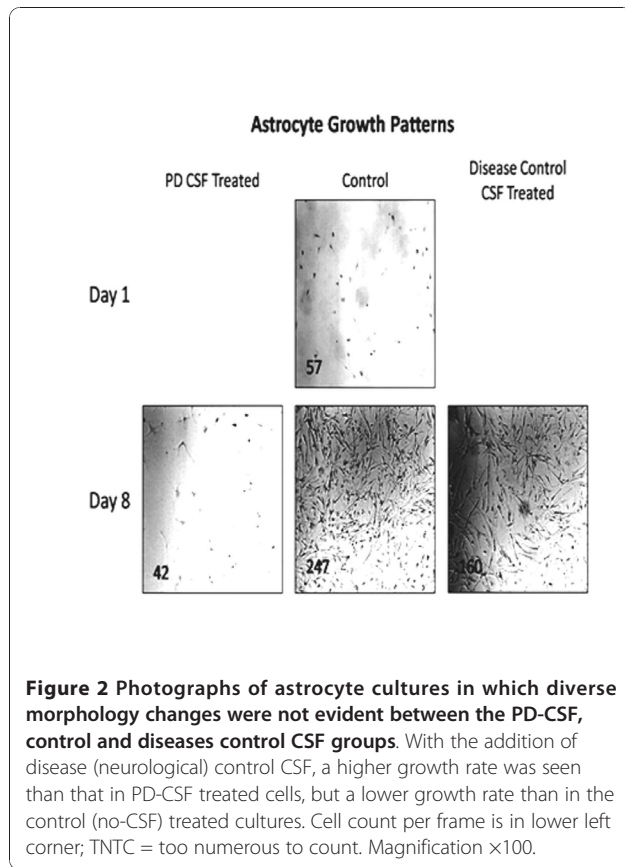 Astrocyte Growth Patterns
PD CSF Treated
Control
Disease Control
CSF Treated
Day 1
57
Day 8
42
247
160
Figure 2 Photographs of astrocyte cultures in which diverse
morphology changes were not evident between the PD-CSF,
control and diseases control CSF groups. With the addition of
disease (neurological) control CSF, a higher growth rate was seen
than that in PD-CSF treated cells, but a lower growth rate than in the
control (no-CSF) treated cultures. Cell count per frame is in lower left
corner; TNTC = too numerous to count. Magnification ×100.